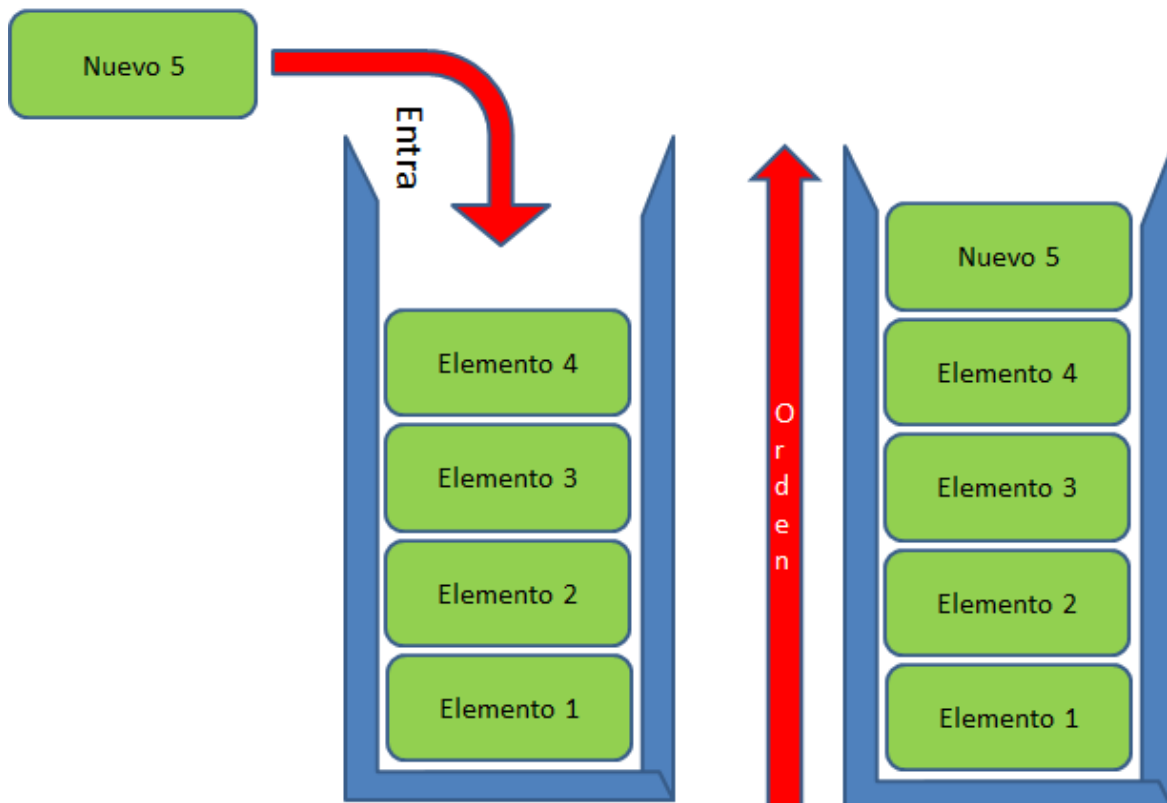 Nuevo 5
Entra
Elemento 4
Elemento 3
Elemento 2
Elemento 1
Orden
Nuevo 5
Elemento 4
Elemento 3
Elemento 2
Elemento 1